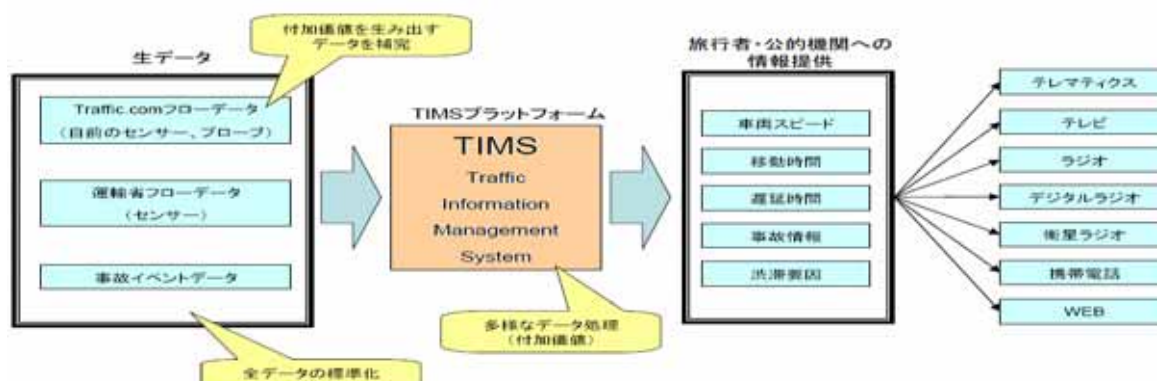 付加価値を生み出す
データを補完
生データ
Traffic.comフローデータ
(自前のセンサー、プローブ)
運輸省フローデータ
(センサー)
事故イベントデータ
全データの標準化
TIMSプラットフォーム
TIMS
Traffic
Information
Management
System
多様なデータ処理
(付加価値)
旅行者・公的機関への
情報提供
車両スピード
移動時間
遅延時間
事故情報
渋滞要因
テレマティクス
テレビ
ラジオ
デジタルラジオ
衛星ラジオ
携帯電話
WEB